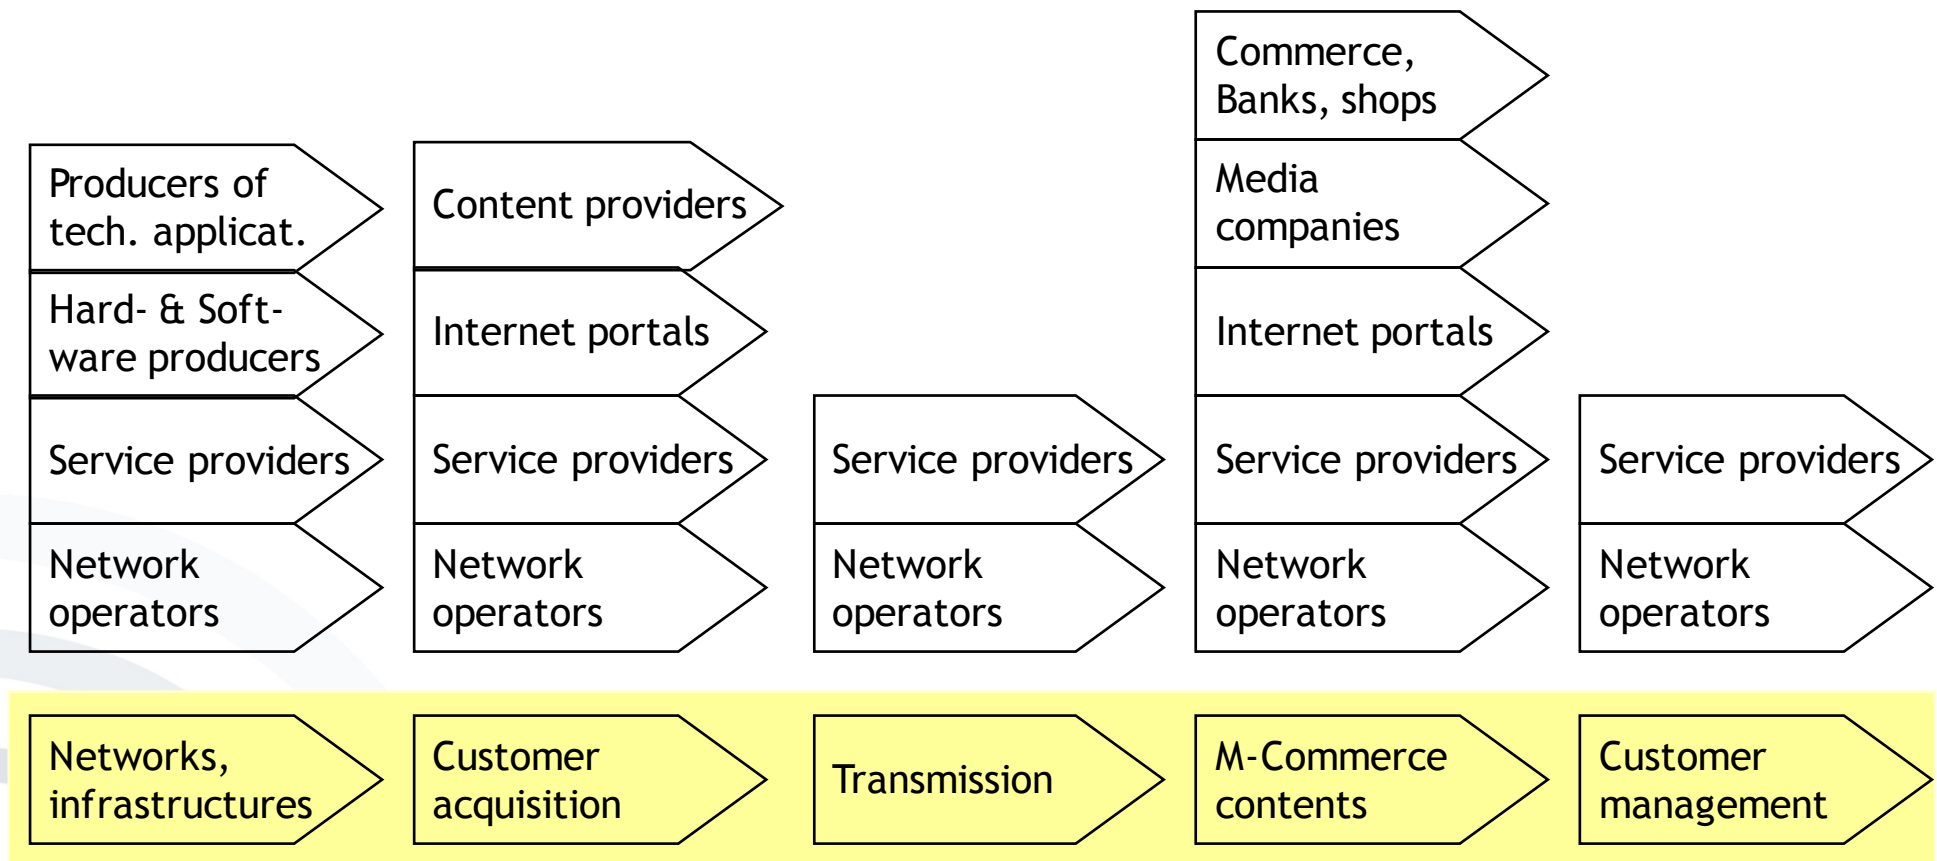 Commerce,
Banks, shops
Producers of
tech. applicat.
Content providers
Media
companies
Hard- & Soft-
ware producers
Internet portals
Internet portals
Service providers
Service providers
Service providers
Service providers
Service providers
Network
operators
Network
operators
Network
operators
Network
operators
Network
operators
Networks,
infrastructures
Customer
acquisition
Transmission
M-Commerce
contents
Customer
management